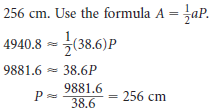 256 cm. Use the formula A = ½aP.
4940.8 ≈ ½(38.6)P
9881.6 ≈ 38.6P
P ≈ 9881.6/38.6 = 256 cm